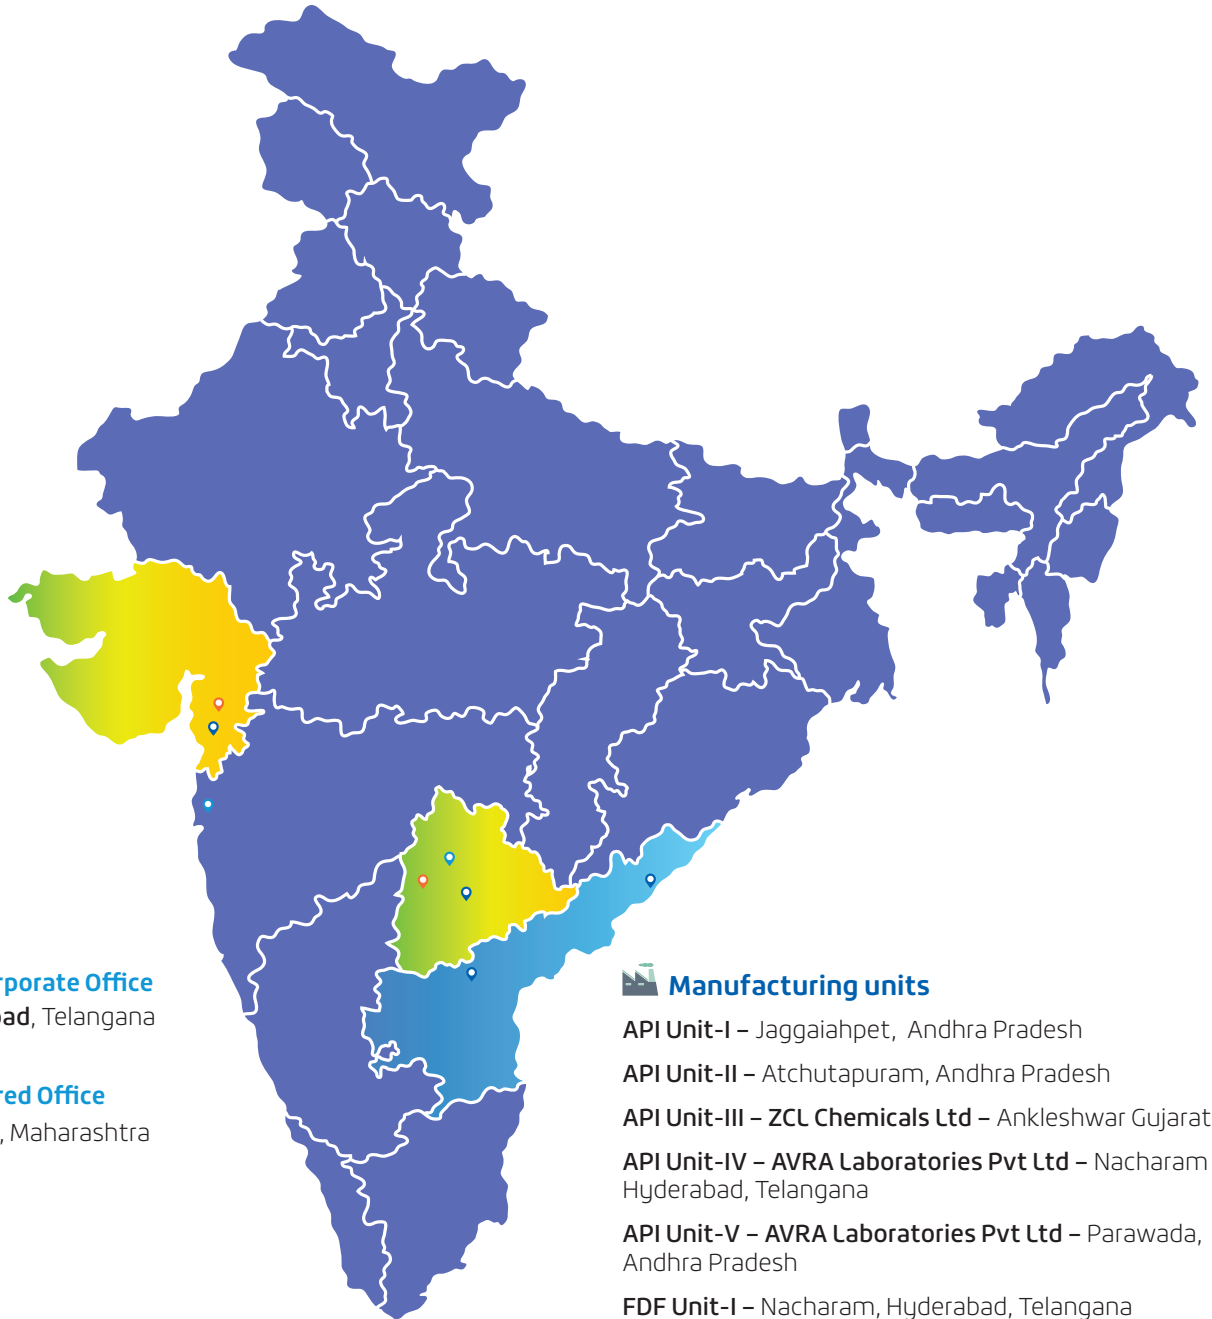 rporate Office
ad, Telangana
red Office
, Maharashtra
Manufacturing units
API Unit-I – Jaggaiahpet, Andhra Pradesh
API Unit-II – Atchutapuram, Andhra Pradesh
API Unit-III – ZCL Chemicals Ltd – Ankleshwar Gujarat
API Unit-IV – AVRA Laboratories Pvt Ltd – Nacharam
Hyderabad, Telangana
API Unit-V – AVRA Laboratories Pvt Ltd – Parawada,
Andhra Pradesh
FDF Unit-I – Nacharam, Hyderabad, Telangana